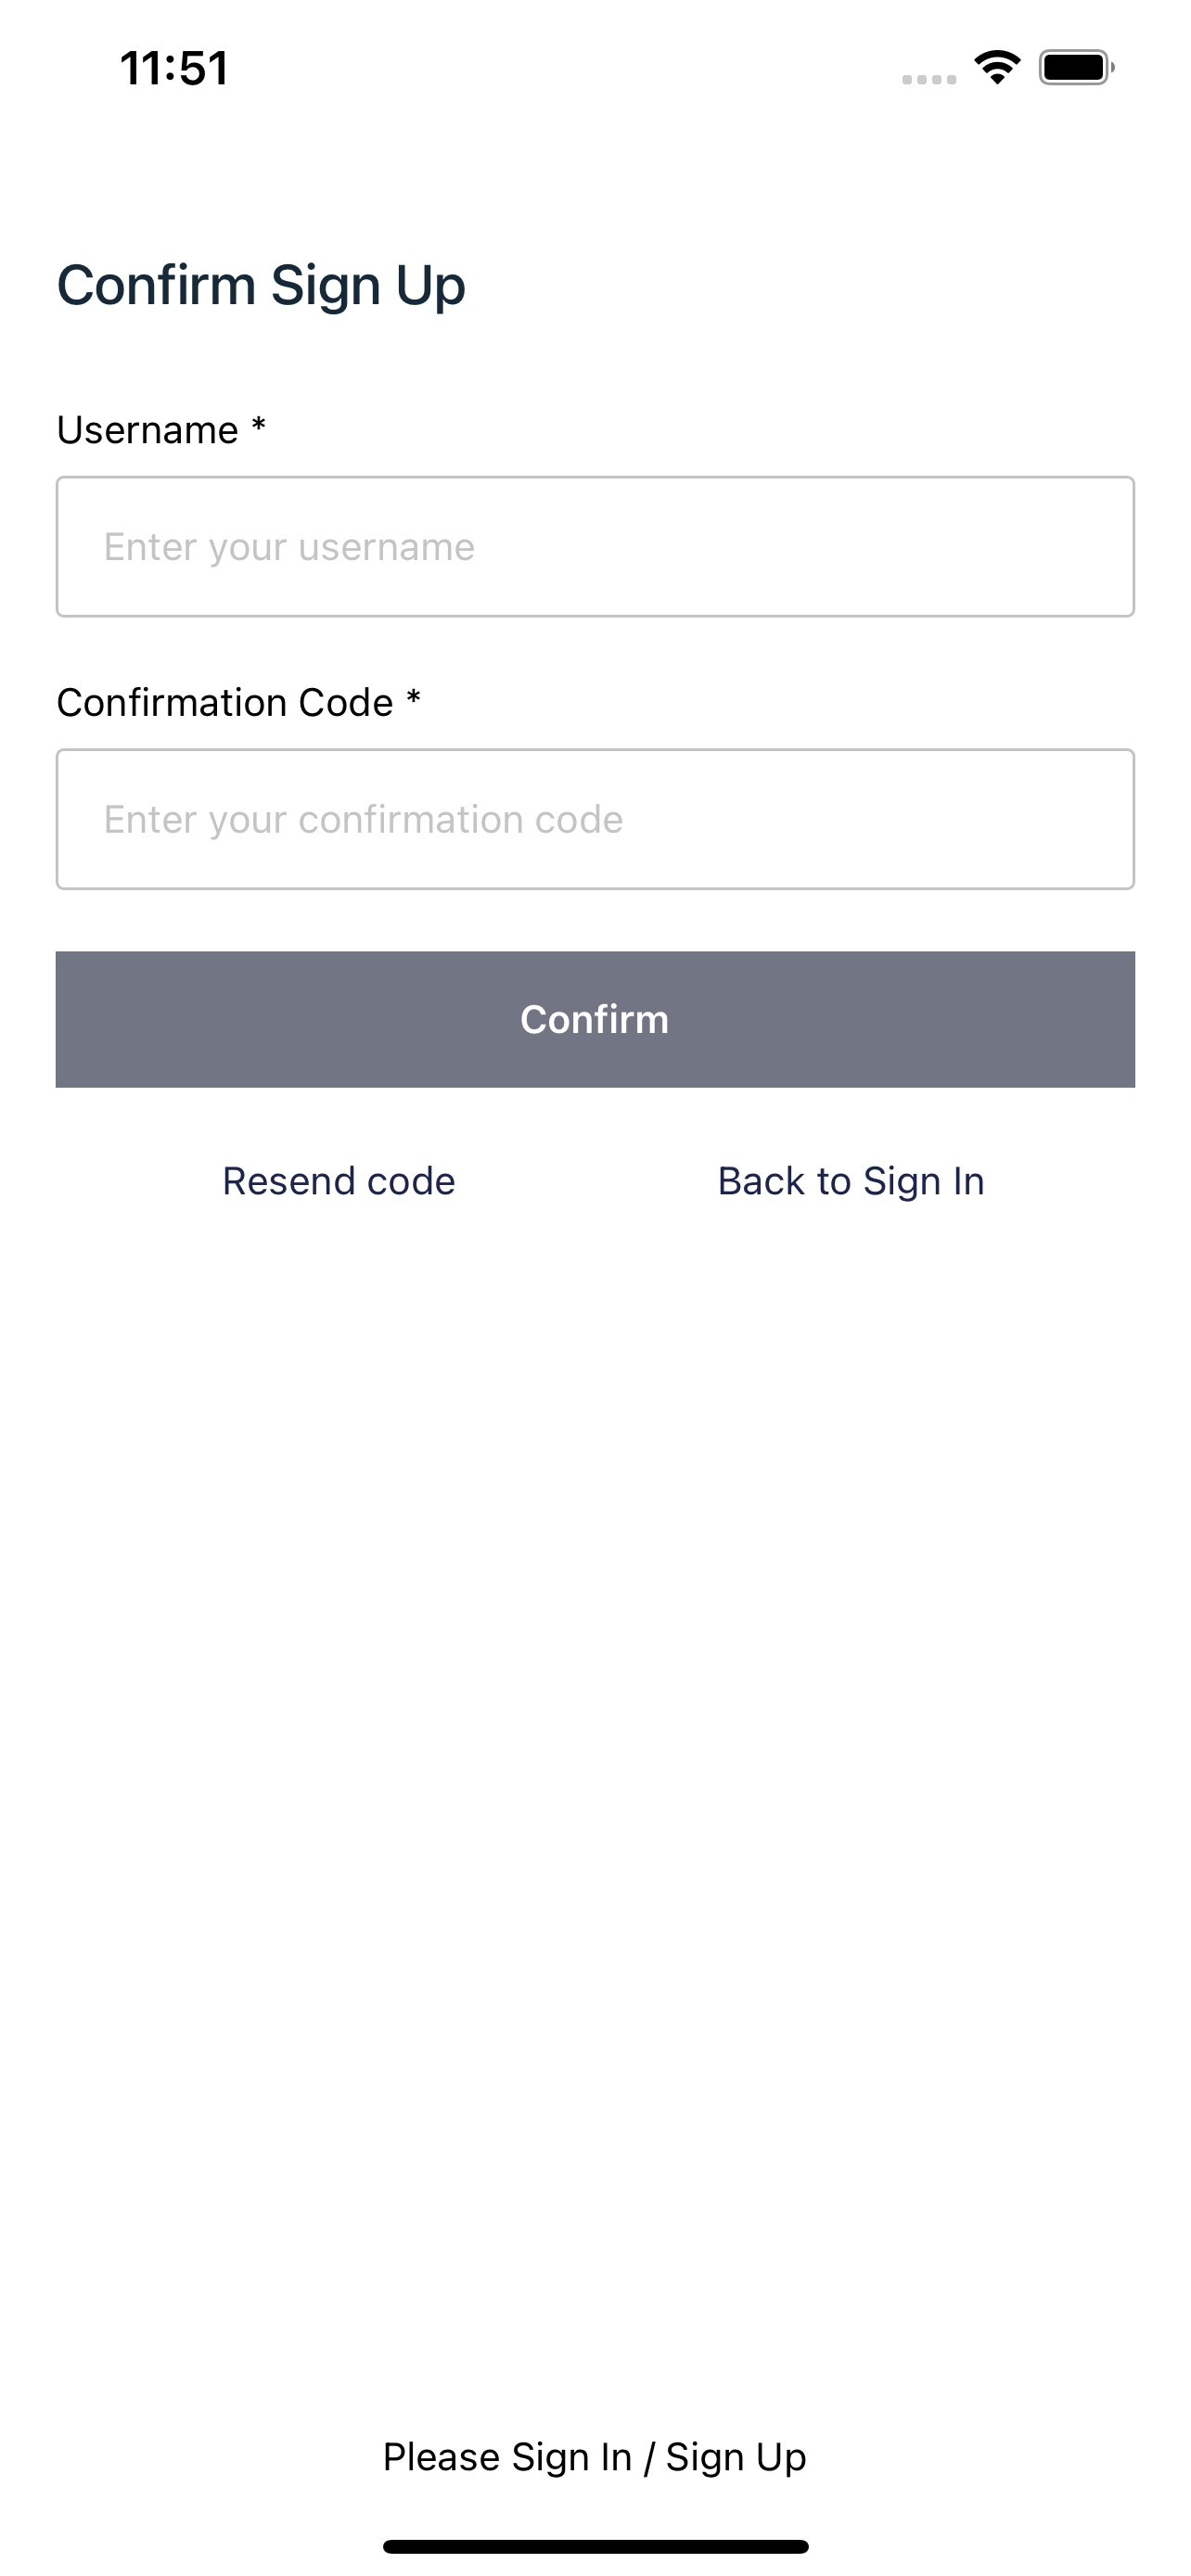 11:51
Confirm Sign Up
Username *
Enter your username
Confirmation Code *
Enter your confirmation code
Confirm
Resend code Back to Sign In
Please Sign In / Sign Up